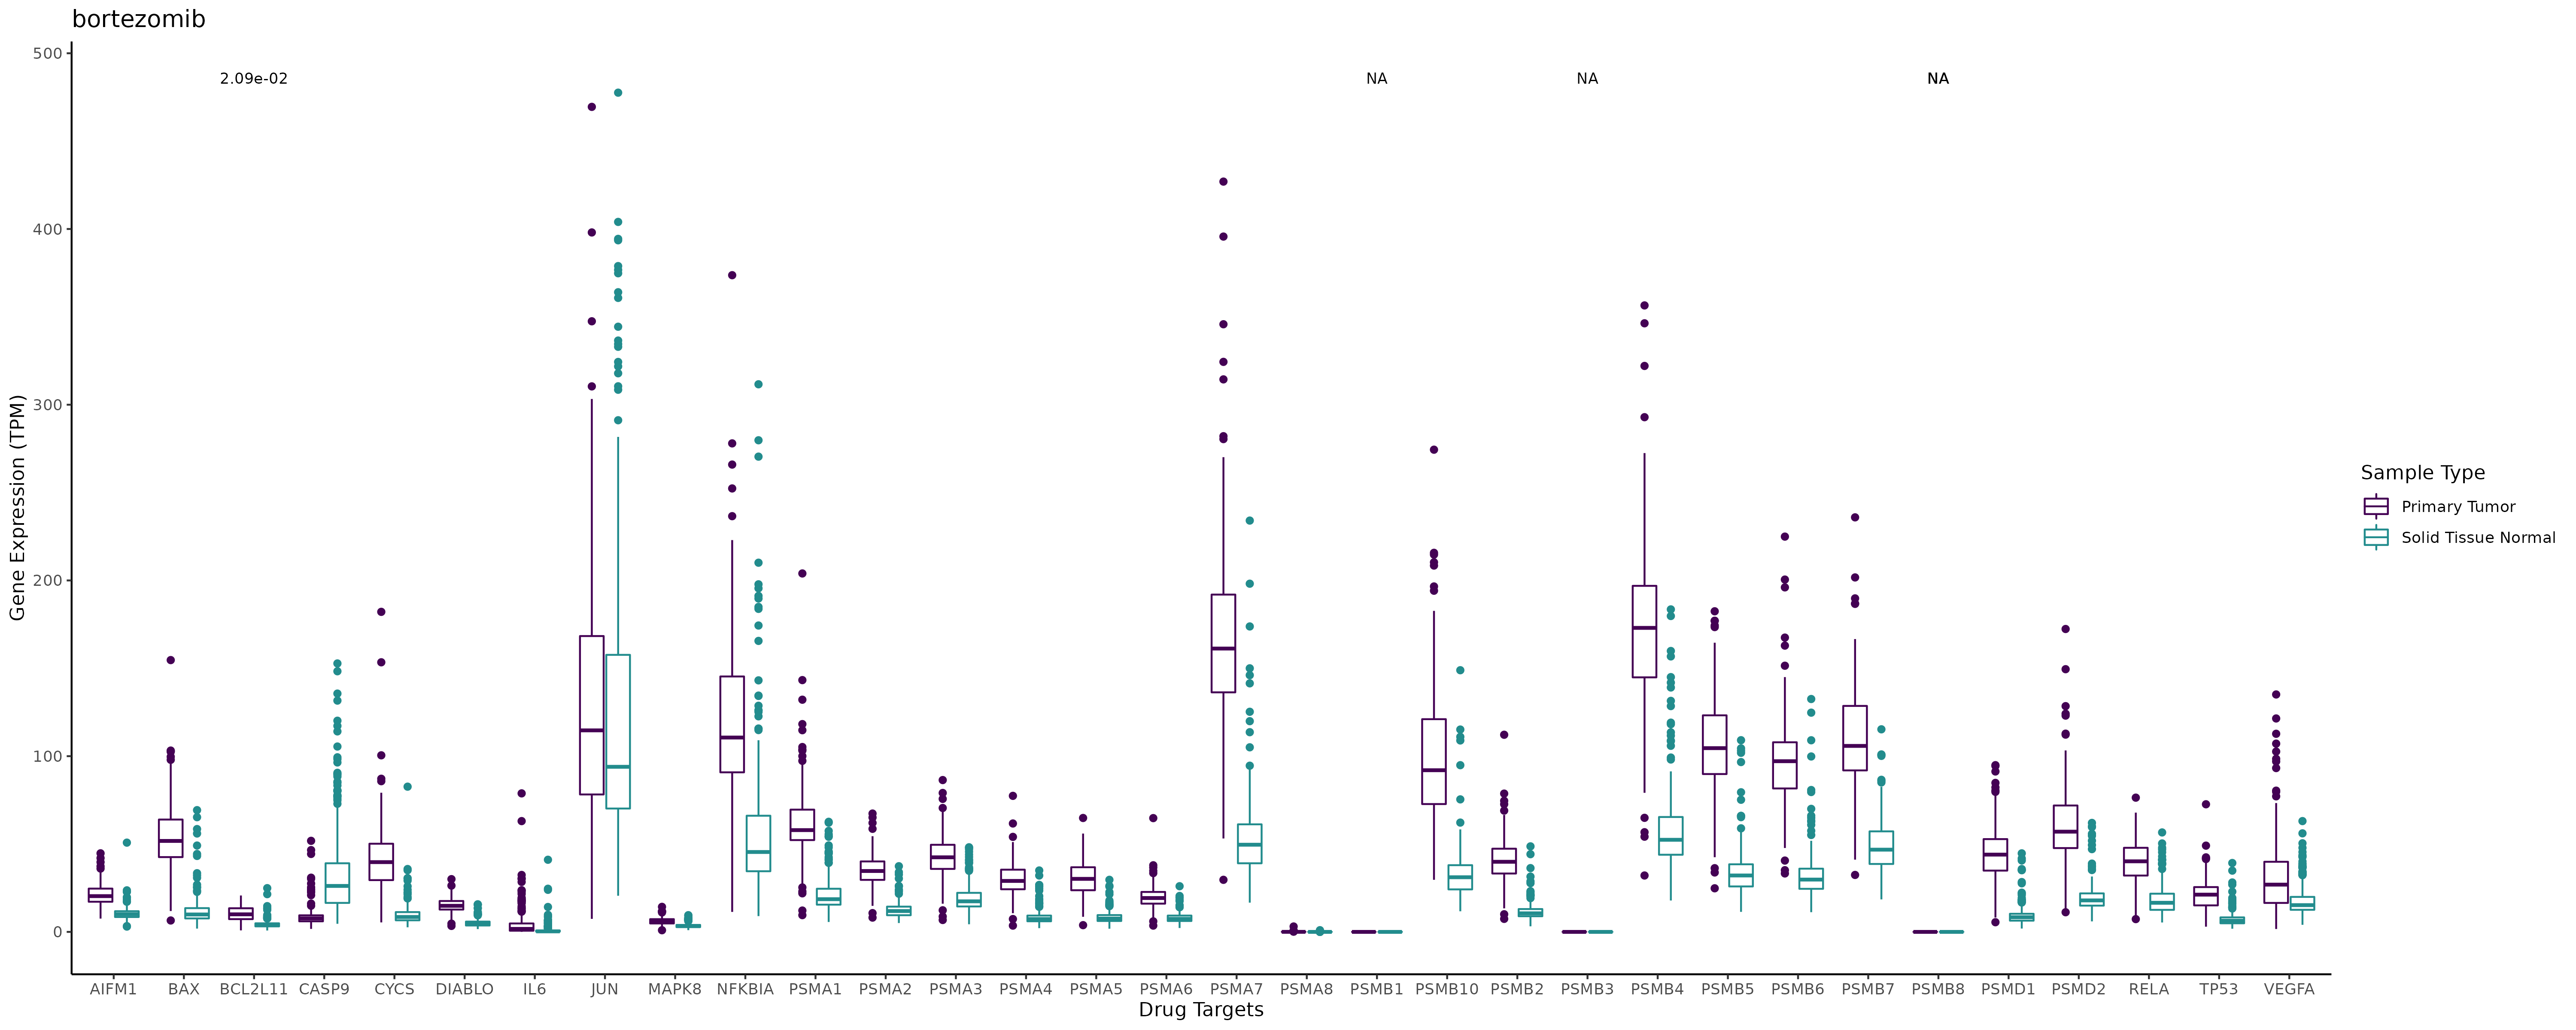 bortezomib
500
2.09e-02 NA NA NA
400
300
200
100
0
Gene Expression (TPM)
AIFM1 BAX BCL2L11 CASP9 CYCS DIABLO IL6 JUN MAPK8 NFKBIA PSMA1 PSMA2 PSMA3 PSMA4 PSMA5 PSMA6 PSMA7 PSMA8 PSMB1 PSMB10 PSMB2 PSMB3 PSMB4 PSMB5 PSMB6 PSMB7 PSMB8 PSMD1 PSMD2 RELA TP53 VEGFA
Drug Targets
Sample Type
Primary Tumor
Solid Tissue Normal